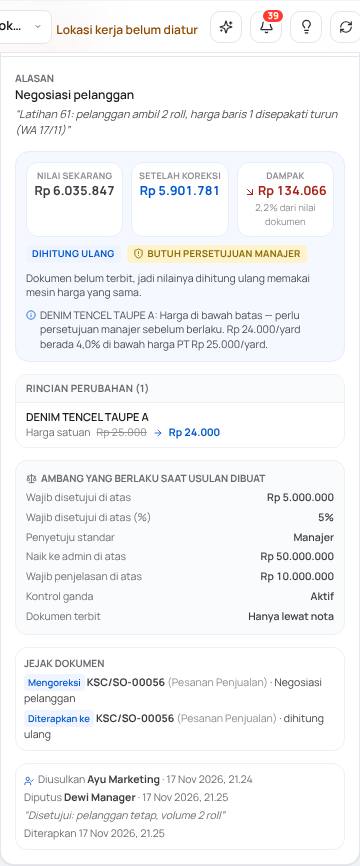 ok...
Lokasi kerja belum diatur
39
ALASAN
Negosiasi pelanggan
"Latihan 61: pelanggan ambil 2 roll, harga baris 1 disepakati turun
(WA 17/11)"
NILAI SEKARANG
Rp 6.035.847
SETELAH KOREKSI
Rp 5.901.781
DAMPAK
Rp 134.066
2,2% dari nilai
dokumen
DIHITUNG ULANG
BUTUH PERSETUJUAN MANAJER
Dokumen belum terbit, jadi nilainya dihitung ulang memakai
mesin harga yang sama.
DENIM TENCEL TAUPE A: Harga di bawah batas — perlu
persetujuan manajer sebelum berlaku. Rp 24.000/yard
berada 4,0% di bawah harga PT Rp 25.000/yard.
RINCIAN PERUBAHAN (1)
DENIM TENCEL TAUPE A
Harga satuan Rp 25.000 → Rp 24.000
AMBANG YANG BERLAKU SAAT USULAN DIBUAT
Wajib disetujui di atas Rp 5.000.000
Wajib disetujui di atas (%) 5%
Penyetuju standar Manajer
Naik ke admin di atas Rp 50.000.000
Wajib penjelasan di atas Rp 10.000.000
Kontrol ganda Aktif
Dokumen terbit Hanya lewat nota
JEJAK DOKUMEN
Mengoreksi KSC/SO-00056 (Pesanan Penjualan) · Negosiasi
pelanggan
Diterapkan ke KSC/SO-00056 (Pesanan Penjualan) · dihitung
ulang
Diusulkan Ayu Marketing · 17 Nov 2026, 21.24
Diputus Dewi Manager · 17 Nov 2026, 21.25
"Disetujui: pelanggan tetap, volume 2 roll"
Diterapkan 17 Nov 2026, 21.25